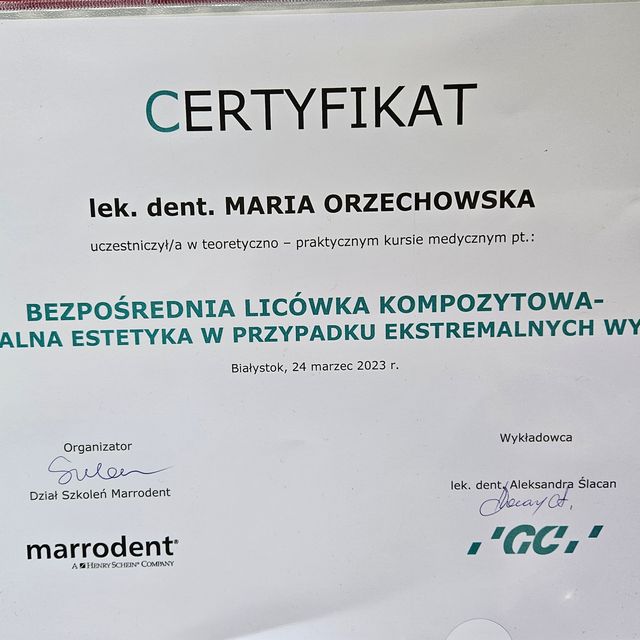 CERTYFIKAT
lek. dent. MARIA ORZECHOWSKA
uczestniczył/a w teoretyczno – praktycznym kursie medycznym pt.:
BEZPOŚREDNIA LICÓWKA KOMPOZYTOWA-
ALNA ESTETYKA W PRZYPADKU EKSTREMALNYCH WY
Białystok, 24 marzec 2023 r.
Organizator
Dział Szkoleń Marrodent
marrodent®
A HENRY SCHEIN® COMPANY
Wykładowca
lek. dent. Aleksandra Ślacan
GC